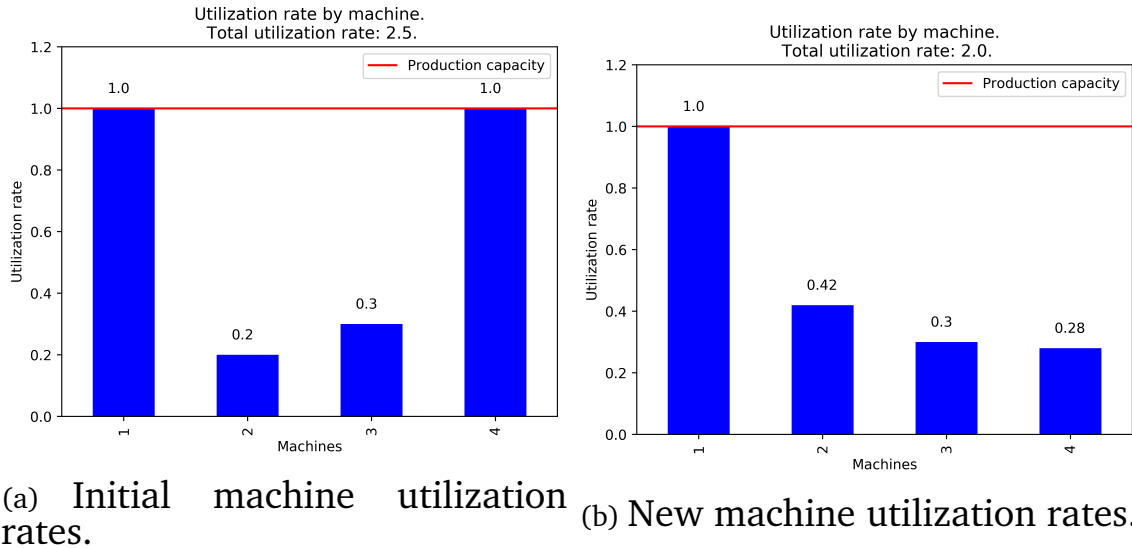 Utilization rate by machine.
Total utilization rate: 2.5.
1.2
Production capacity
1.0
1.0
1.0
0.8
Utilization rate
0.6
0.4
0.3
0.2
0.2
0.0
1
2
3
4
Machines
(a) Initial machine utilization
rates.
Utilization rate by machine.
Total utilization rate: 2.0.
1.2
Production capacity
1.0
1.0
0.8
Utilization rate
0.6
0.42
0.4
0.3
0.28
0.2
0.0
1
2
3
4
Machines
(b) New machine utilization rates.